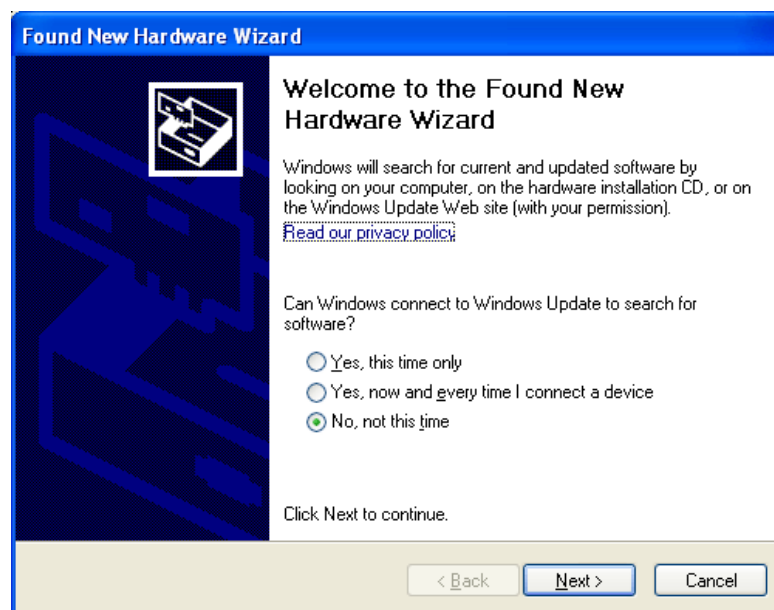 Found New Hardware Wizard
Welcome to the Found New
Hardware Wizard
Windows will search for current and updated software by
looking on your computer, on the hardware installation CD, or on
the Windows Update Web site (with your permission).
Read our privacy policy
Can Windows connect to Windows Update to search for
software?
Yes, this time only
Yes, now and every time I connect a device
No, not this time
Click Next to continue.
< Back
Next >
Cancel